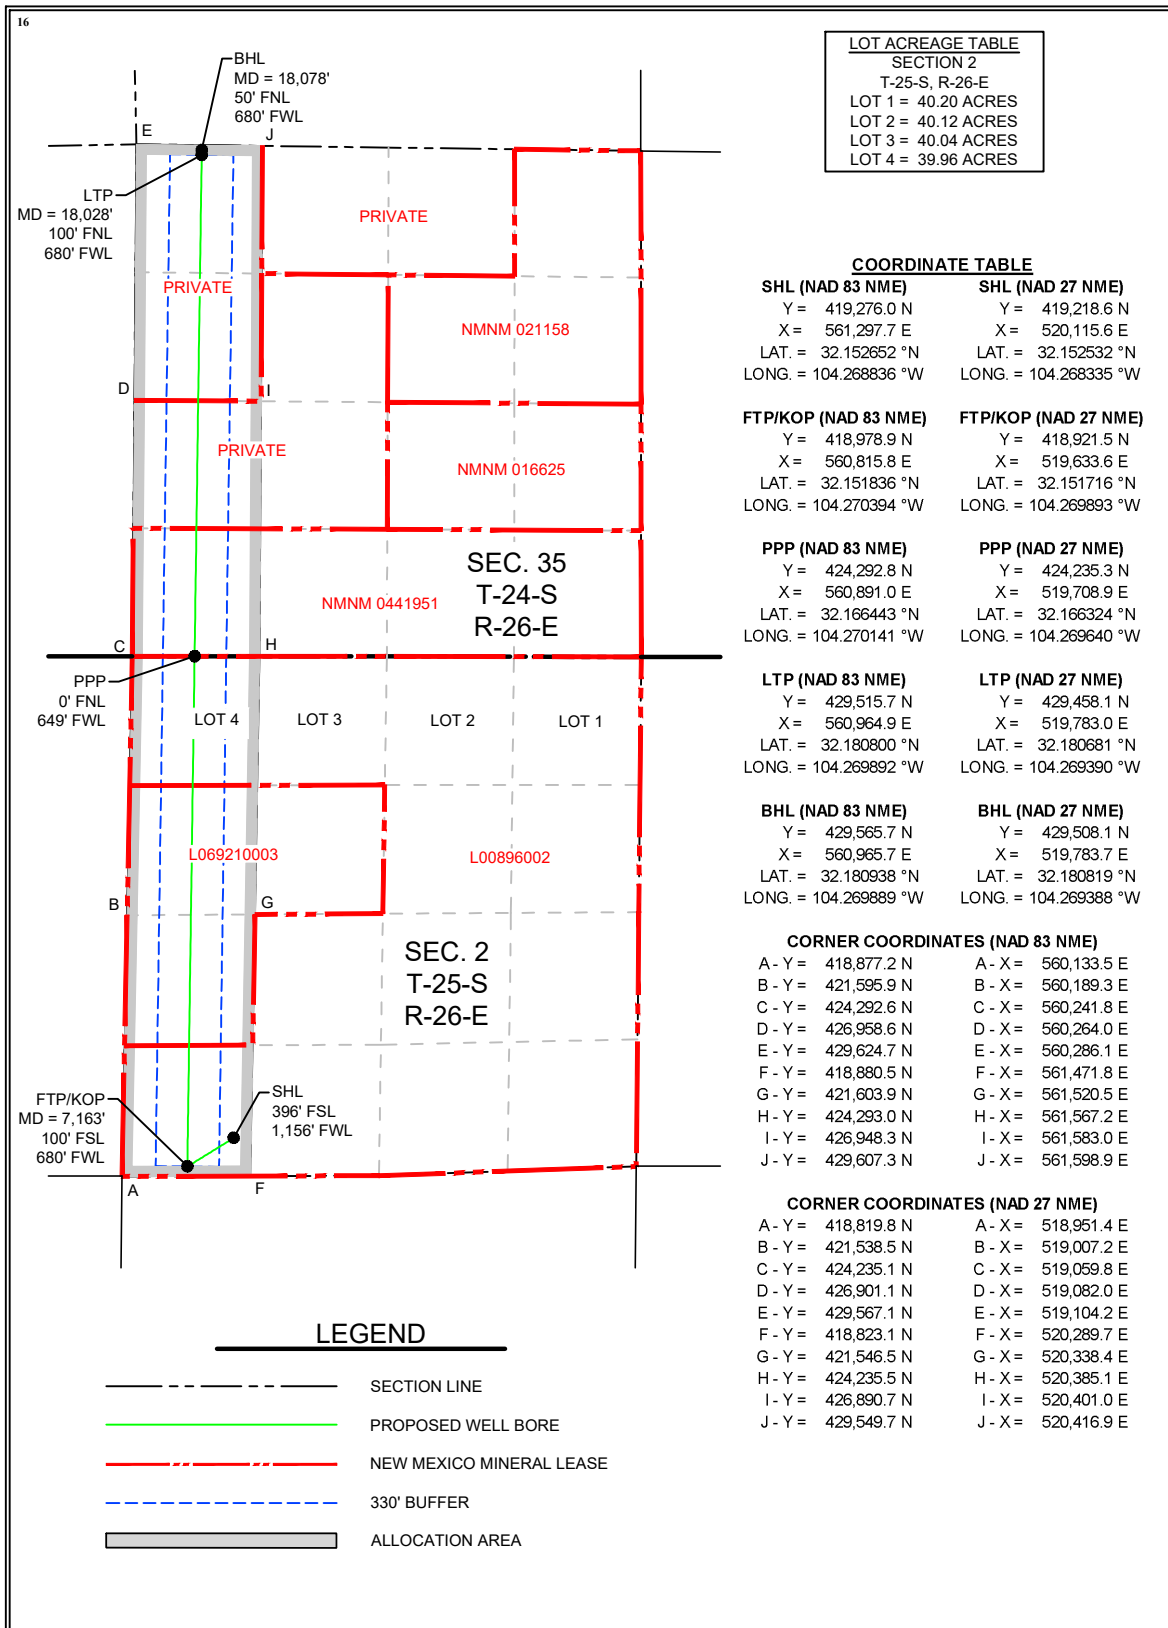 16
BHL
MD = 18,078'
50' FNL
680' FWL
E
J
LTP
MD = 18,028'
100' FNL
680' FWL
PRIVATE
PRIVATE
NMNM 021158
D
I
PRIVATE
NMNM 016625
SEC. 35
T-24-S
R-26-E
NMNM 0441951
C
H
PPP
0' FNL
649' FWL
LOT 4
LOT 3
LOT 2
LOT 1
L069210003
L00896002
B
G
SEC. 2
T-25-S
R-26-E
FTP/KOP
MD = 7,163'
100' FSL
680' FWL
SHL
396' FSL
1,156' FWL
A
F
LOT ACREAGE TABLE
SECTION 2
T-25-S, R-26-E
LOT 1 = 40.20 ACRES
LOT 2 = 40.12 ACRES
LOT 3 = 40.04 ACRES
LOT 4 = 39.96 ACRES
COORDINATE TABLE
SHL (NAD 83 NME) SHL (NAD 27 NME)
Y = 419,276.0 N Y = 419,218.6 N
X = 561,297.7 E X = 520,115.6 E
LAT. = 32.152652 °N LAT. = 32.152532 °N
LONG. = 104.268836 °W LONG. = 104.268335 °W
FTP/KOP (NAD 83 NME) FTP/KOP (NAD 27 NME)
Y = 418,978.9 N Y = 418,921.5 N
X = 560,815.8 E X = 519,633.6 E
LAT. = 32.151836 °N LAT. = 32.151716 °N
LONG. = 104.270394 °W LONG. = 104.269893 °W
PPP (NAD 83 NME) PPP (NAD 27 NME)
Y = 424,292.8 N Y = 424,235.3 N
X = 560,891.0 E X = 519,708.9 E
LAT. = 32.166443 °N LAT. = 32.166324 °N
LONG. = 104.270141 °W LONG. = 104.269640 °W
LTP (NAD 83 NME) LTP (NAD 27 NME)
Y = 429,515.7 N Y = 429,458.1 N
X = 560,964.9 E X = 519,783.0 E
LAT. = 32.180800 °N LAT. = 32.180681 °N
LONG. = 104.269892 °W LONG. = 104.269390 °W
BHL (NAD 83 NME) BHL (NAD 27 NME)
Y = 429,565.7 N Y = 429,508.1 N
X = 560,965.7 E X = 519,783.7 E
LAT. = 32.180938 °N LAT. = 32.180819 °N
LONG. = 104.269889 °W LONG. = 104.269388 °W
CORNER COORDINATES (NAD 83 NME)
A - Y = 418,877.2 N A - X = 560,133.5 E
B - Y = 421,595.9 N B - X = 560,189.3 E
C - Y = 424,292.6 N C - X = 560,241.8 E
D - Y = 426,958.6 N D - X = 560,264.0 E
E - Y = 429,624.7 N E - X = 560,286.1 E
F - Y = 418,880.5 N F - X = 561,471.8 E
G - Y = 421,603.9 N G - X = 561,520.5 E
H - Y = 424,293.0 N H - X = 561,567.2 E
I - Y = 426,948.3 N I - X = 561,583.0 E
J - Y = 429,607.3 N J - X = 561,598.9 E
CORNER COORDINATES (NAD 27 NME)
A - Y = 418,819.8 N A - X = 518,951.4 E
B - Y = 421,538.5 N B - X = 519,007.2 E
C - Y = 424,235.1 N C - X = 519,059.8 E
D - Y = 426,901.1 N D - X = 519,082.0 E
E - Y = 429,567.1 N E - X = 519,104.2 E
F - Y = 418,823.1 N F - X = 520,289.7 E
G - Y = 421,546.5 N G - X = 520,338.4 E
H - Y = 424,235.5 N H - X = 520,385.1 E
I - Y = 426,890.7 N I - X = 520,401.0 E
J - Y = 429,549.7 N J - X = 520,416.9 E
LEGEND
SECTION LINE
PROPOSED WELL BORE
NEW MEXICO MINERAL LEASE
330' BUFFER
ALLOCATION AREA